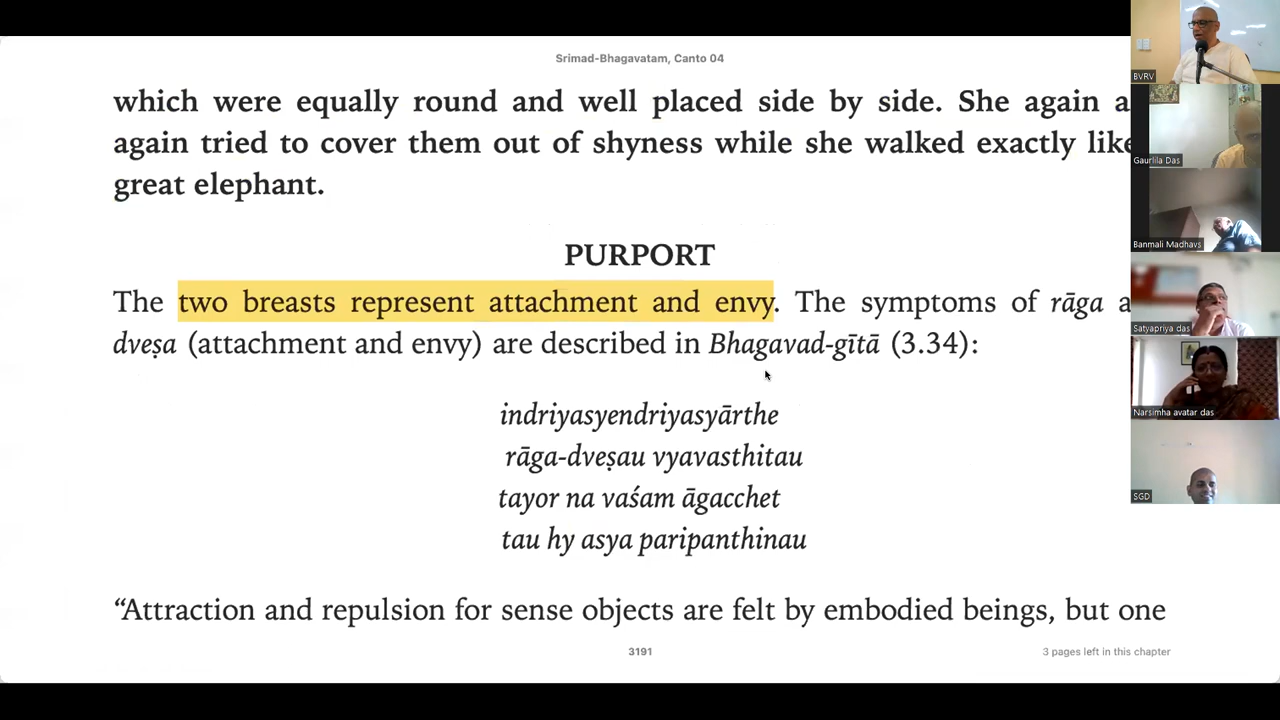 Srimad-Bhagavatam, Canto 04
which were equally round and well placed side by side. She again a
again tried to cover them out of shyness while she walked exactly like
great elephant.
PURPORT
The two breasts represent attachment and envy. The symptoms of rāga a
dveṣa (attachment and envy) are described in Bhagavad-gītā (3.34):
indriyasyendriyasyārthe
rāga-dveṣau vyavasthitau
tayor na vaśam āgacchet
tau hy asya paripanthinau
“Attraction and repulsion for sense objects are felt by embodied beings, but one
3191
3 pages left in this chapter
BVRV
Gaurlila Das
Banmali Madhavs
Satyapriya das
Narsimha avatar das
SGD